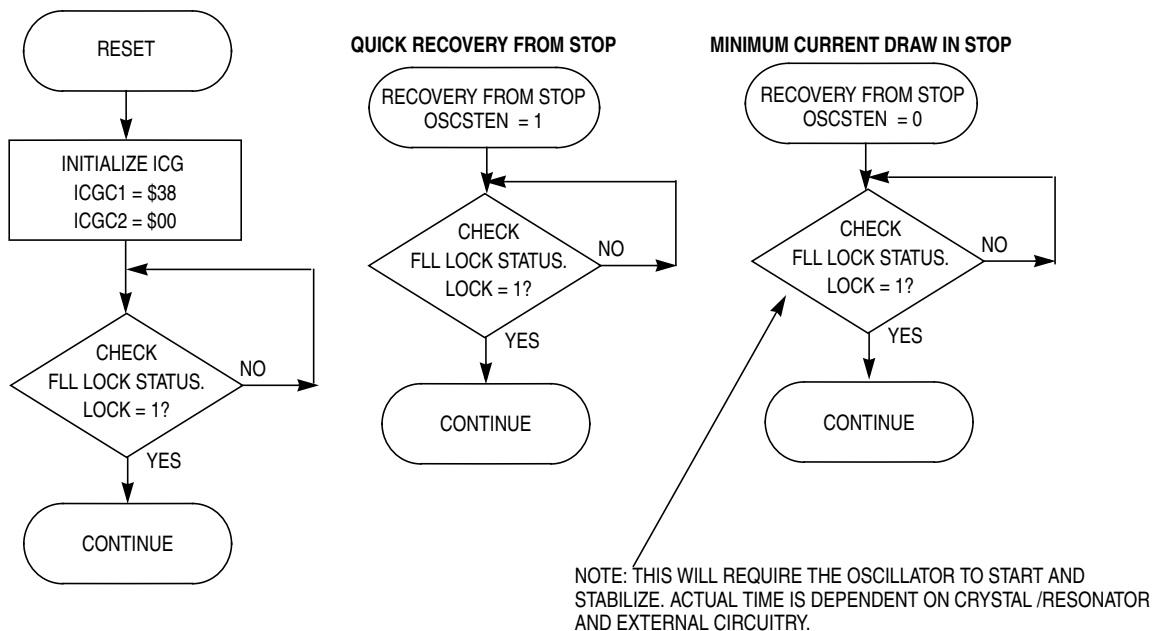 RESET
INITIALIZE ICG
ICGC1 = $38
ICGC2 = $00
CHECK
FLL LOCK STATUS.
LOCK = 1?
NO
YES
CONTINUE
QUICK RECOVERY FROM STOP
RECOVERY FROM STOP
OSCSTEN = 1
CHECK
FLL LOCK STATUS.
LOCK = 1?
NO
YES
CONTINUE
MINIMUM CURRENT DRAW IN STOP
RECOVERY FROM STOP
OSCSTEN = 0
CHECK
FLL LOCK STATUS.
LOCK = 1?
NO
YES
CONTINUE
NOTE: THIS WILL REQUIRE THE OSCILLATOR TO START AND
STABILIZE. ACTUAL TIME IS DEPENDENT ON CRYSTAL /RESONATOR
AND EXTERNAL CIRCUITRY.